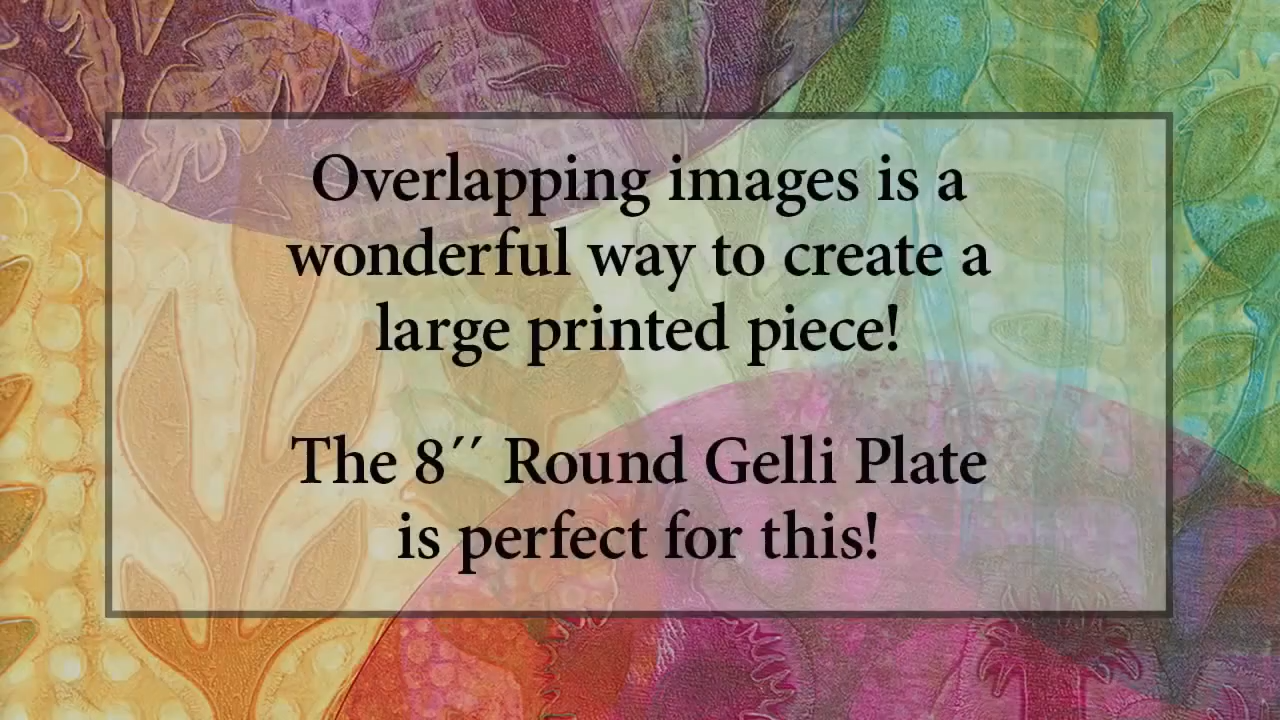 Overlapping images is a
wonderful way to create a
large printed piece!
The 8´´ Round Gelli Plate
is perfect for this!